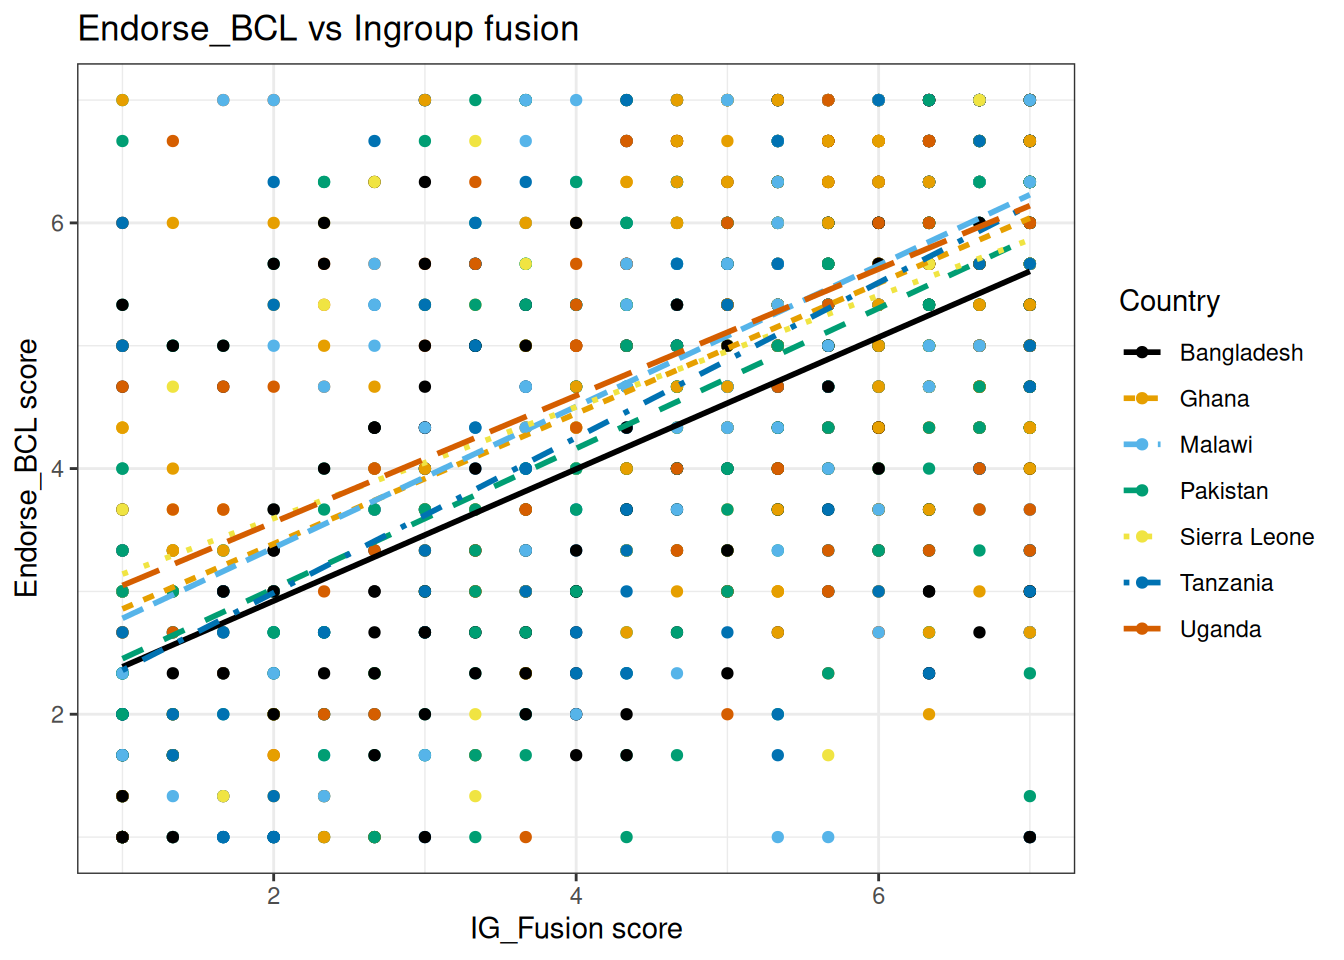 Endorse_BCL vs Ingroup fusion
6
4
2
Endorse_BCL score
2 4 6
IG_Fusion score
Country
Bangladesh
Ghana
Malawi
Pakistan
Sierra Leone
Tanzania
Uganda